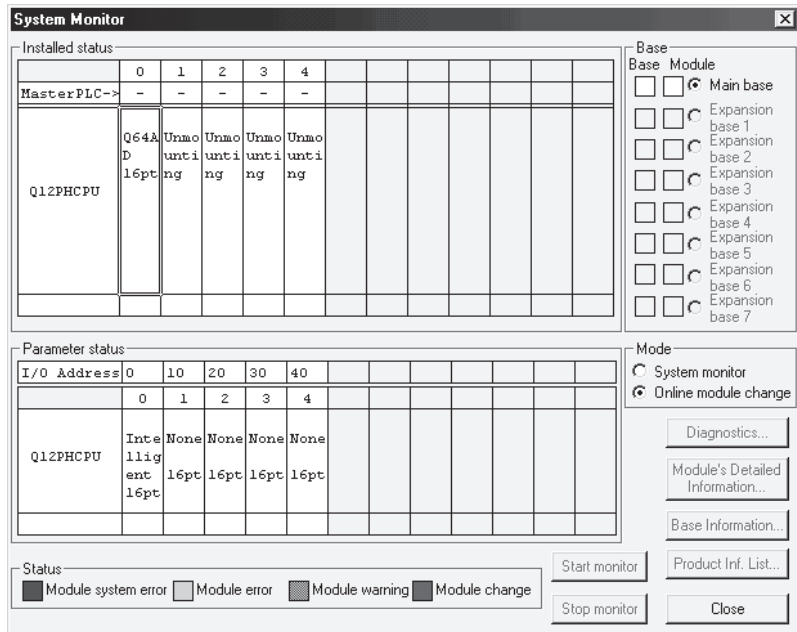 System Monitor
Installed status
0 1 2 3 4
MasterPLC-> - - - - -
Q12PHCPU
Q64A Unmo Unmo Unmo Unmo
D unti unti unti unti
16pt ng ng ng ng
Base
Base Module
Main base
Expansion
base 1
Expansion
base 2
Expansion
base 3
Expansion
base 4
Expansion
base 5
Expansion
base 6
Expansion
base 7
Parameter status
I/O Address 0 10 20 30 40
0 1 2 3 4
Q12PHCPU
Inte None None None None
llig
ent 16pt 16pt 16pt 16pt
16pt
Mode
System monitor
Online module change
Diagnostics...
Module's Detailed
Information...
Base Information...
Product Inf. List...
Close
Status
Module system error Module error Module warning Module change
Start monitor
Stop monitor